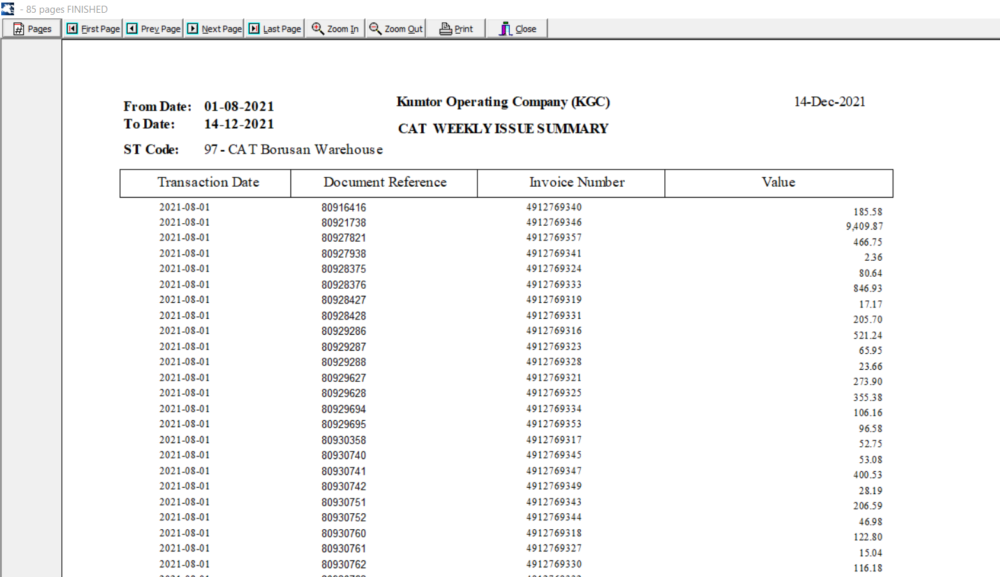 - 85 pages FINISHED
Pages First Page Prev Page Next Page Last Page Zoom In Zoom Out Print Close
From Date: 01-08-2021 Kumtor Operating Company (KGC) 14-Dec-2021
To Date: 14-12-2021 CAT WEEKLY ISSUE SUMMARY
ST Code: 97 - CAT Borusan Warehouse
Transaction Date Document Reference Invoice Number Value
2021-08-01 80916416 4912769340 185.58
2021-08-01 80921738 4912769346 9,409.87
2021-08-01 80927821 4912769357 466.75
2021-08-01 80927938 4912769341 2.36
2021-08-01 80928375 4912769324 80.64
2021-08-01 80928376 4912769333 846.93
2021-08-01 80928427 4912769319 17.17
2021-08-01 80928428 4912769331 205.70
2021-08-01 80929286 4912769316 521.24
2021-08-01 80929287 4912769323 65.95
2021-08-01 80929288 4912769328 23.66
2021-08-01 80929627 4912769321 273.90
2021-08-01 80929628 4912769325 355.38
2021-08-01 80929694 4912769334 106.16
2021-08-01 80929695 4912769353 96.58
2021-08-01 80930358 4912769317 52.75
2021-08-01 80930740 4912769345 53.08
2021-08-01 80930741 4912769347 400.53
2021-08-01 80930742 4912769349 28.19
2021-08-01 80930751 4912769343 206.59
2021-08-01 80930752 4912769344 46.98
2021-08-01 80930760 4912769318 122.80
2021-08-01 80930761 4912769327 15.04
2021-08-01 80930762 4912769330 116.18